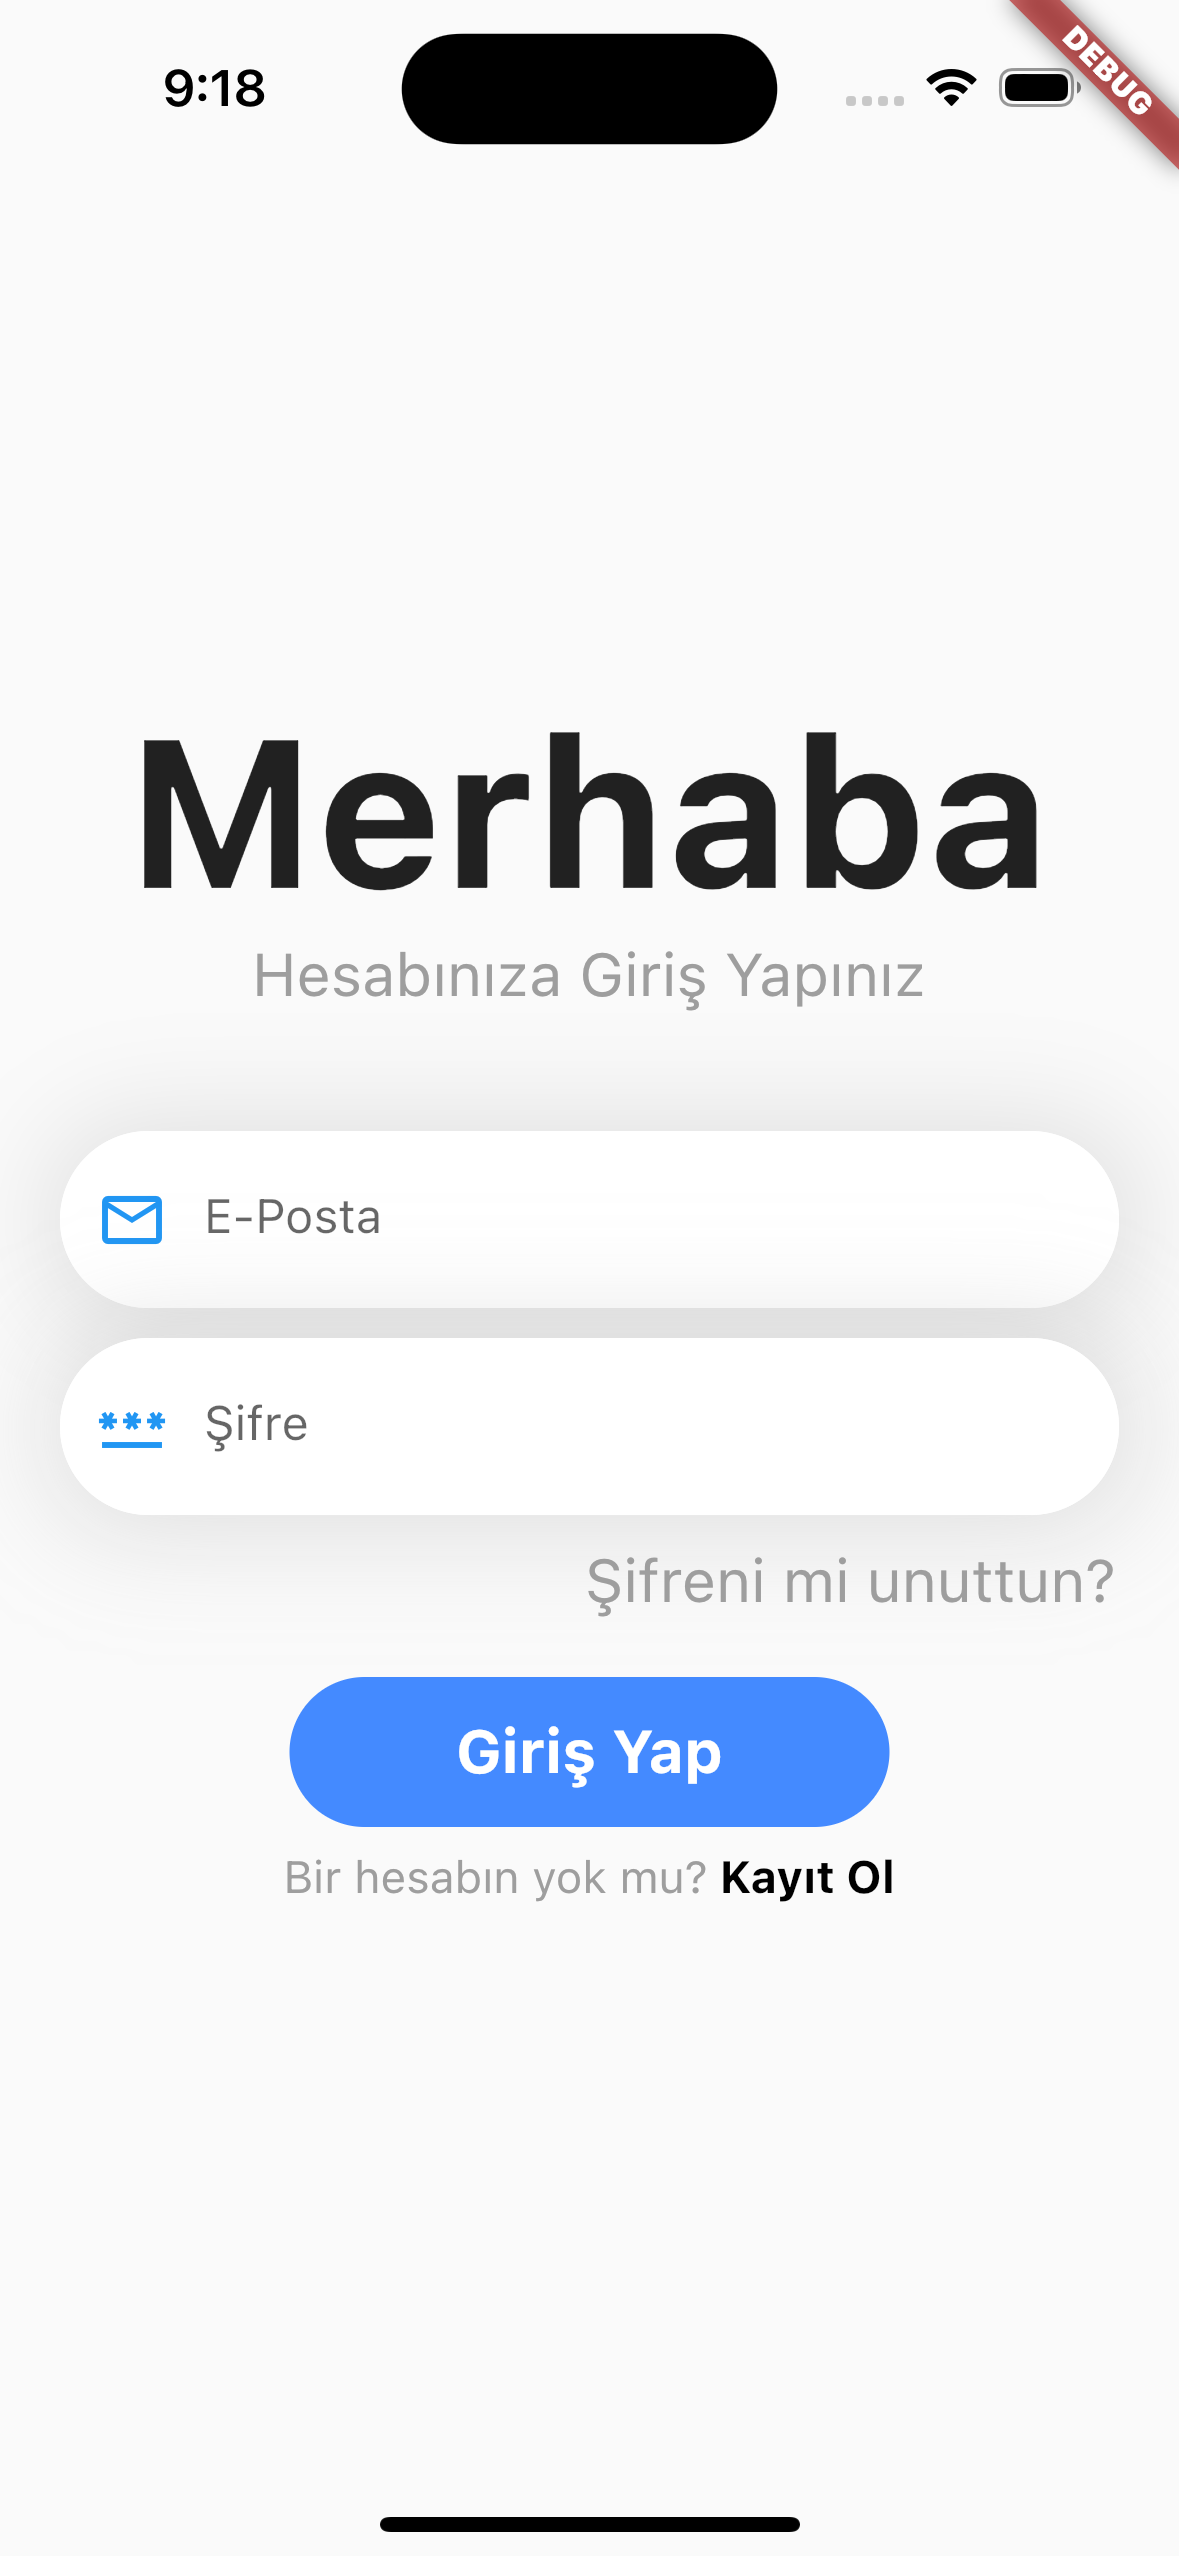 9:18
DEBUG
Merhaba
Hesabınıza Giriş Yapınız
E-Posta
Şifre
Şifreni mi unuttun?
Giriş Yap
Bir hesabın yok mu? Kayıt Ol